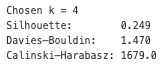 Chosen k = 4
Silhouette:        0.249
Davies–Bouldin:    1.470
Calinski–Harabasz: 1679.0